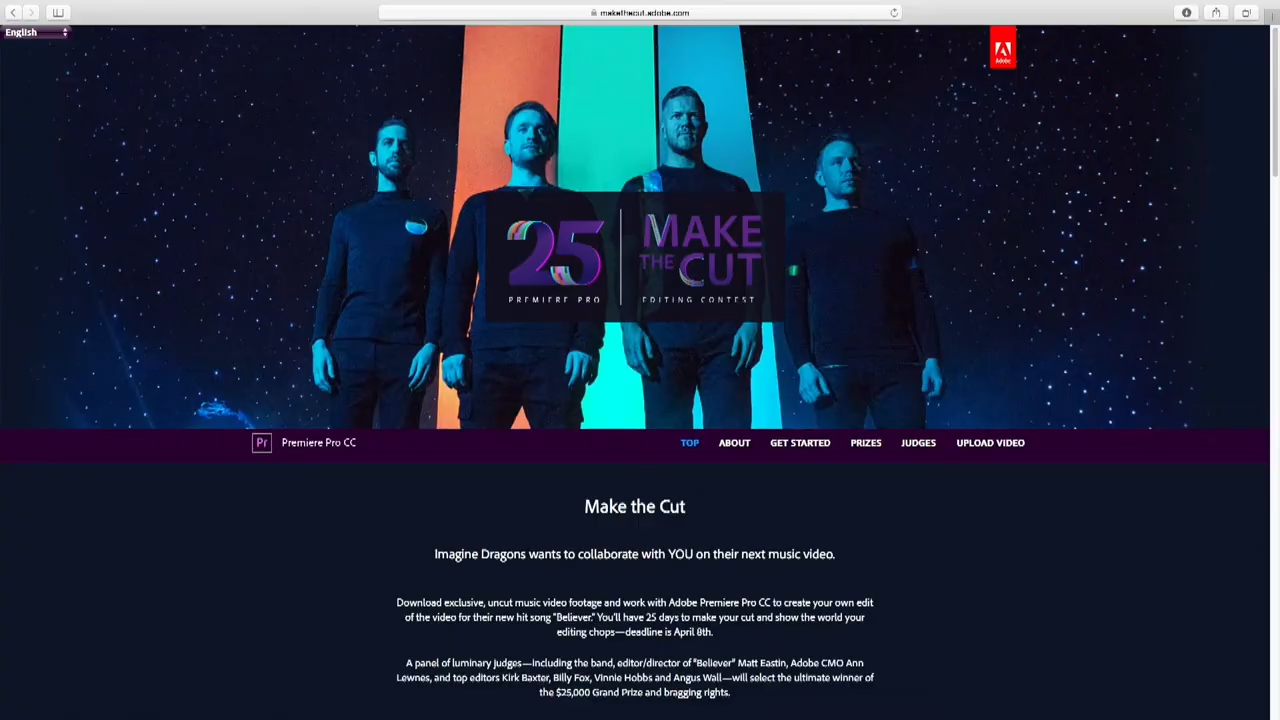 makethecut.adobe.com
English
Adobe
25
PREMIERE PRO
MAKE
THE CUT
EDITING CONTEST
Pr Premiere Pro CC
TOP ABOUT GET STARTED PRIZES JUDGES UPLOAD VIDEO
Make the Cut
Imagine Dragons wants to collaborate with YOU on their next music video.
Download exclusive, uncut music video footage and work with Adobe Premiere Pro CC to create your own edit
of the video for their new hit song "Believer." You'll have 25 days to make your cut and show the world your
editing chops—deadline is April 8th.
A panel of luminary judges—including the band, editor/director of "Believer" Matt Eastin, Adobe CMO Ann
Lewnes, and top editors Kirk Baxter, Billy Fox, Vinnie Hobbs and Angus Wall—will select the ultimate winner of
the $25,000 Grand Prize and bragging rights.